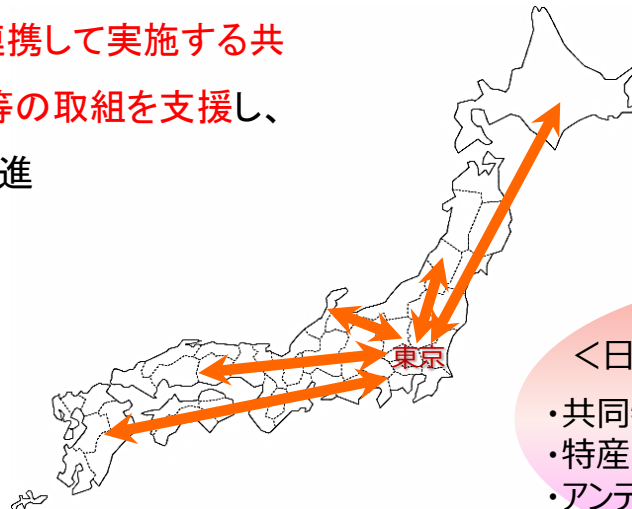 連携して実施する共
等の取組を支援し、
進
東京
＜日
・共同
・特産
・アンテ